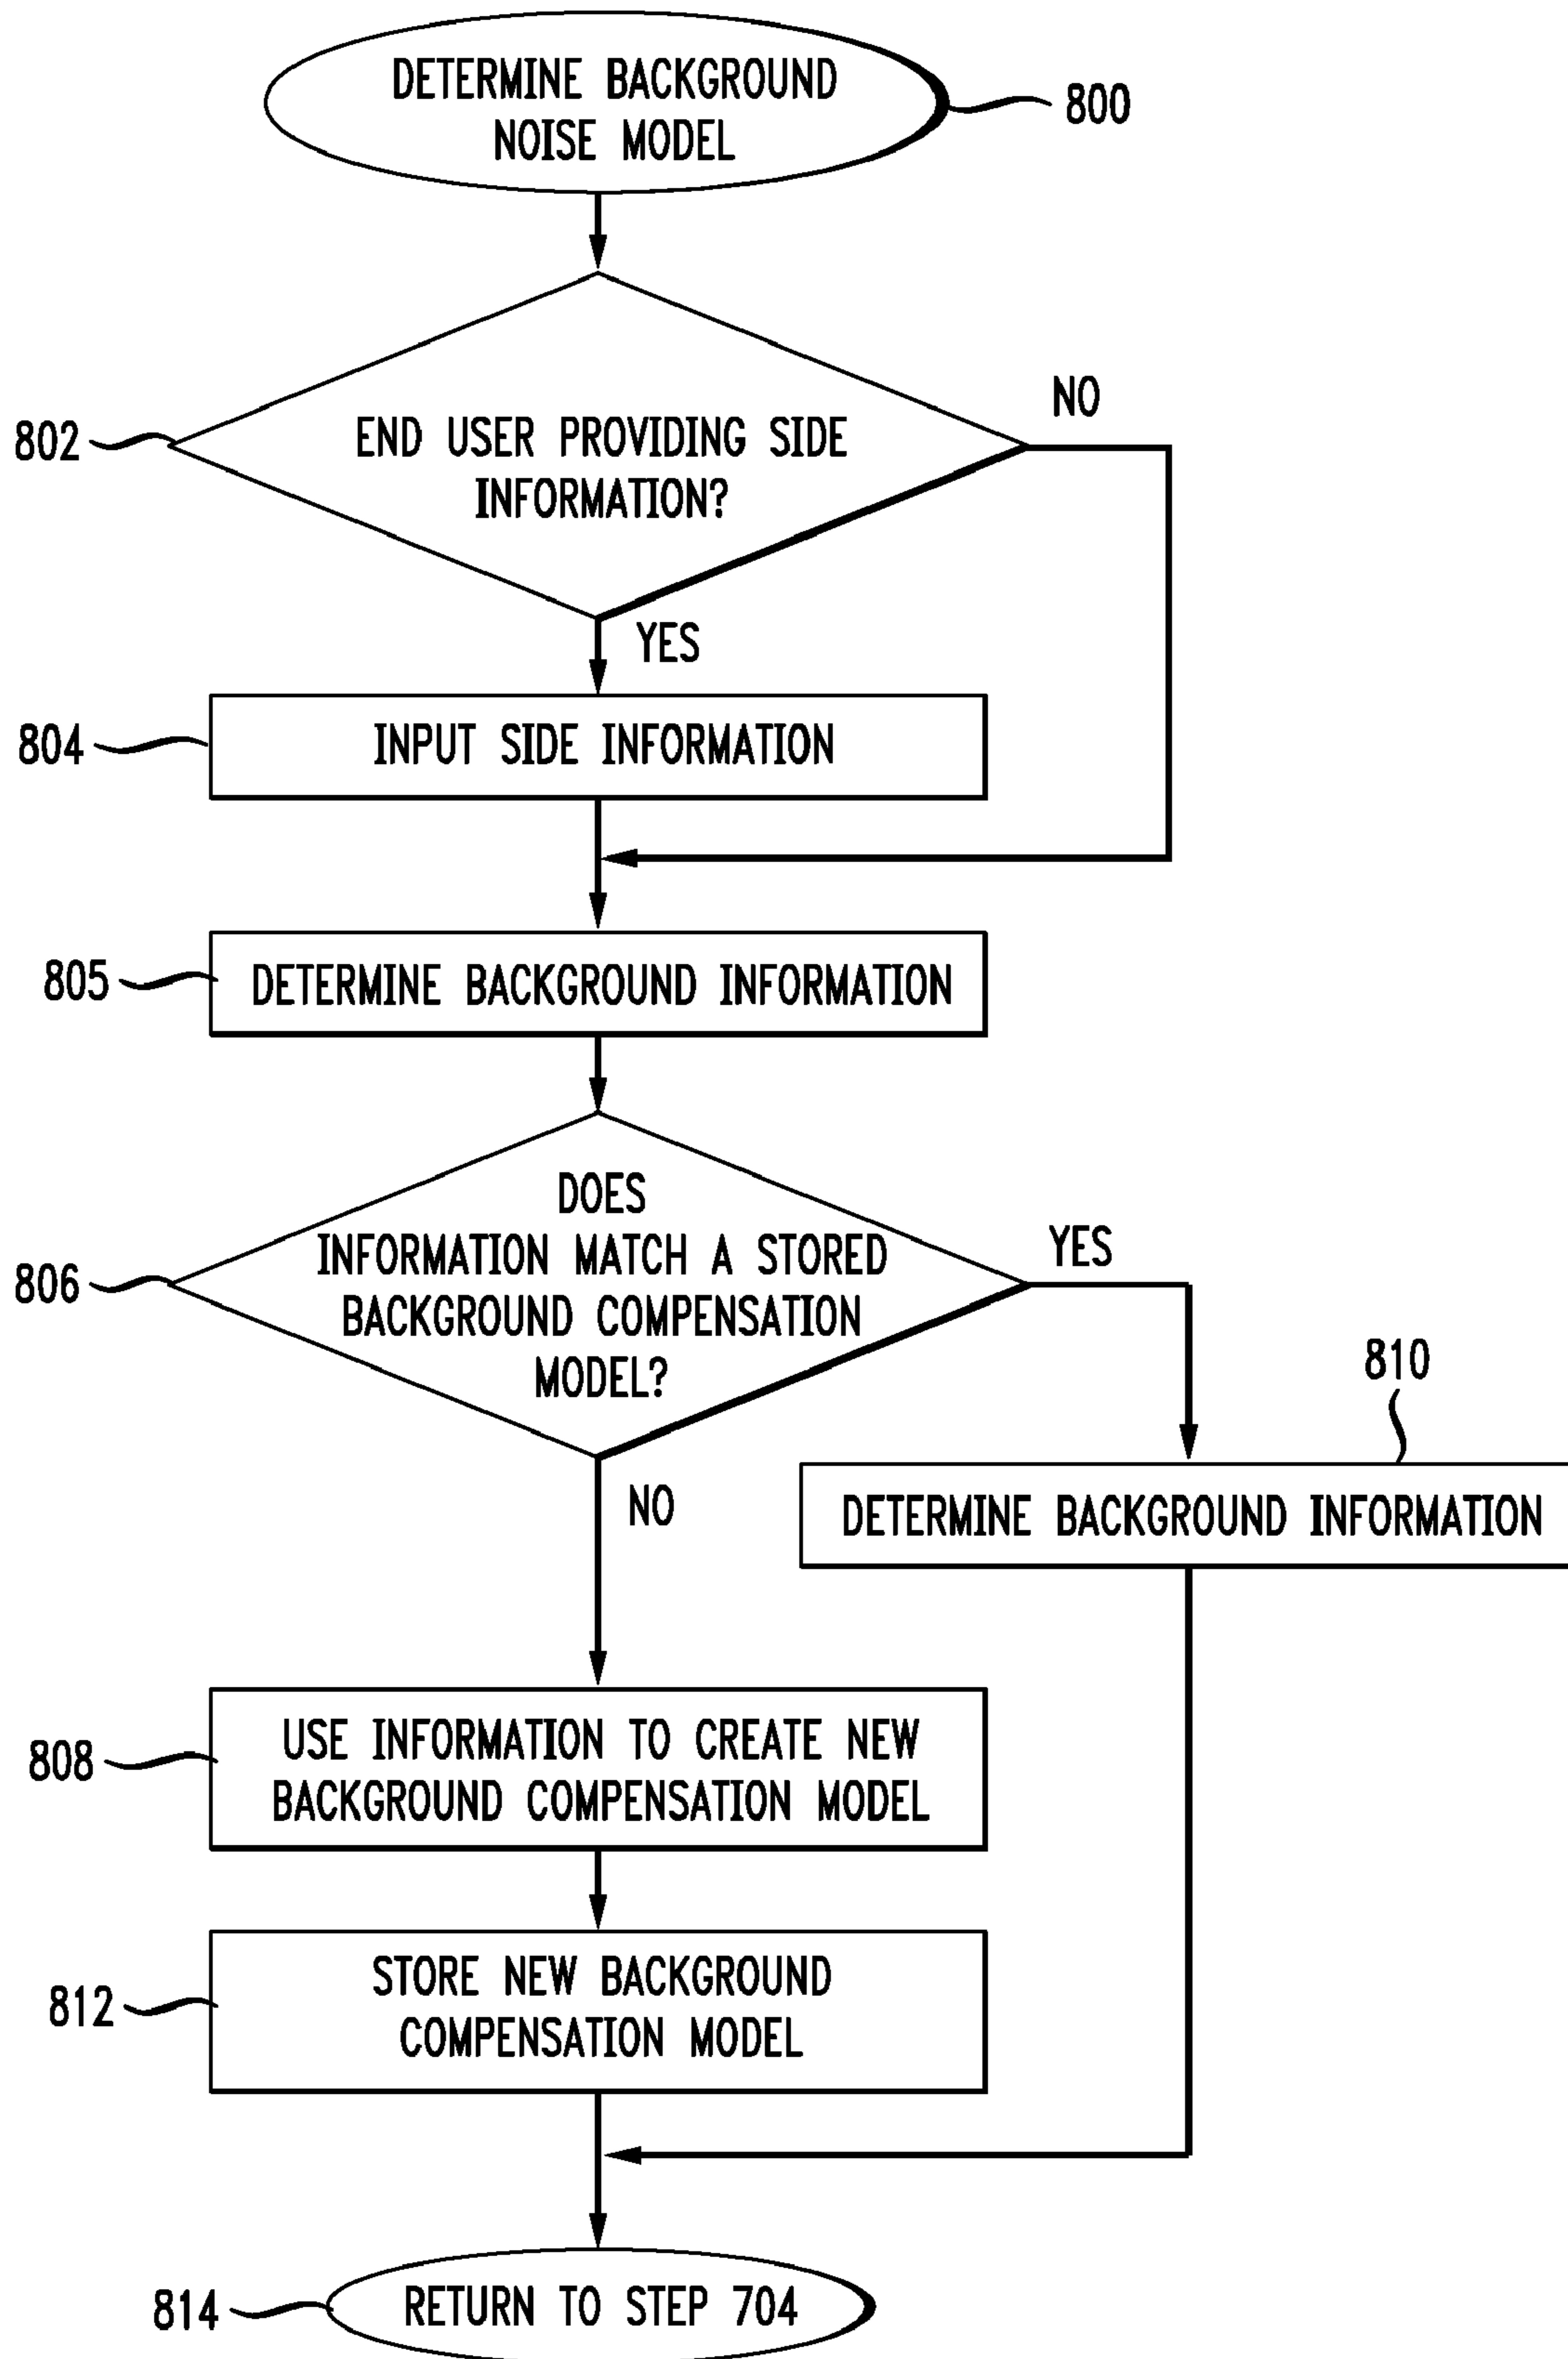 DETERMINE BACKGROUND
NOISE MODEL
800
802
END USER PROVIDING SIDE
INFORMATION?
NO
YES
804
INPUT SIDE INFORMATION
805
DETERMINE BACKGROUND INFORMATION
806
DOES
INFORMATION MATCH A STORED
BACKGROUND COMPENSATION
MODEL?
YES
810
NO
DETERMINE BACKGROUND INFORMATION
808
USE INFORMATION TO CREATE NEW
BACKGROUND COMPENSATION MODEL
812
STORE NEW BACKGROUND
COMPENSATION MODEL
814
RETURN TO STEP 704